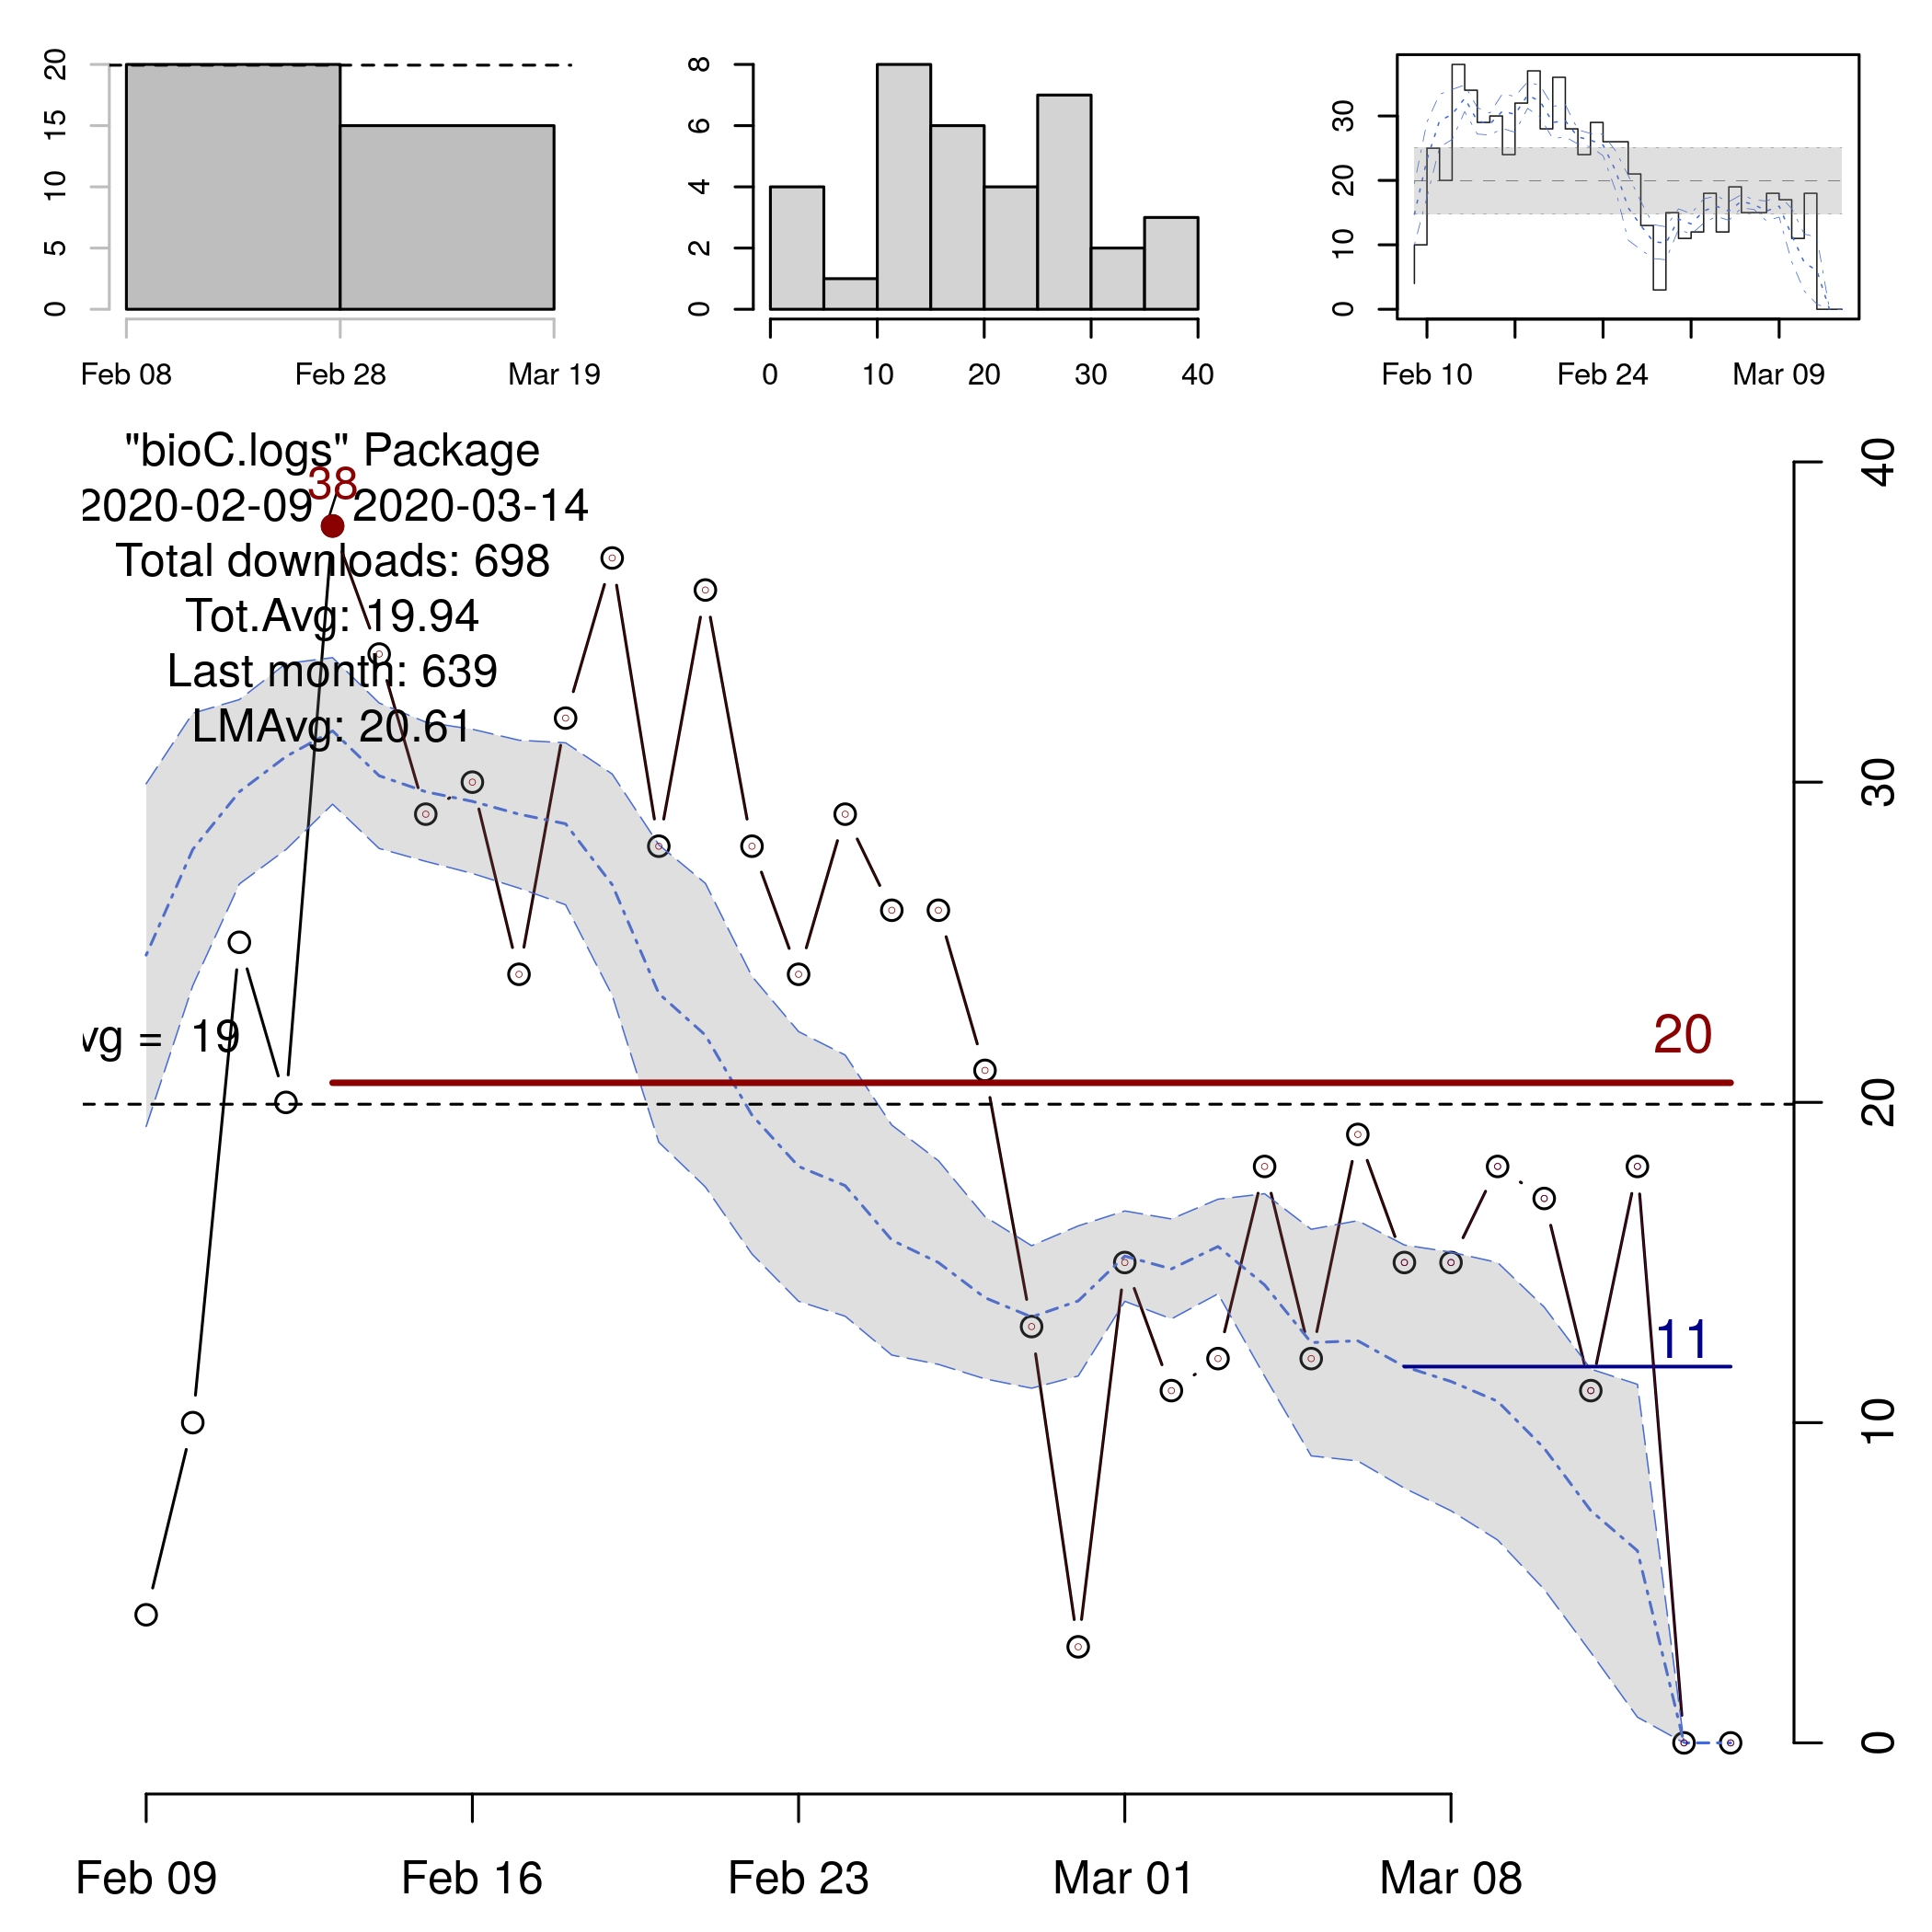 20
15
10
5
0
Feb 08 Feb 28 Mar 19
8
6
4
2
0
0 10 20 30 40
30
20
10
0
Feb 10 Feb 24 Mar 09
"bioC.logs" Package
38
2020-02-09 2020-03-14
Total downloads: 698
Tot.Avg: 19.94
Last month: 639
LMAvg: 20.61
vg = 19
20
11
40
30
20
10
0
Feb 09 Feb 16 Feb 23 Mar 01 Mar 08